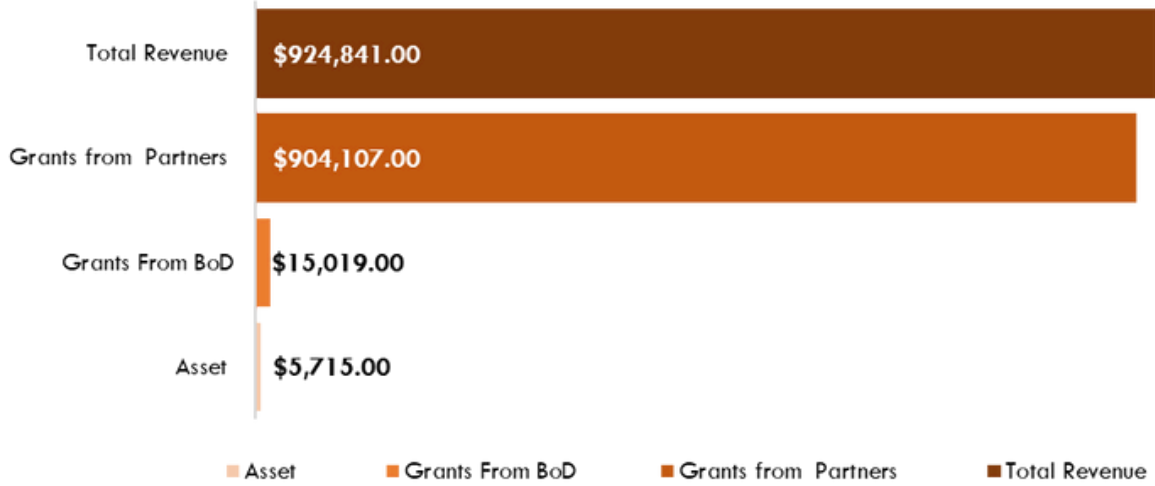 Total Revenue $924,841.00
Grants from Partners $904,107.00
Grants From BoD $15,019.00
Asset $5,715.00
Asset Grants From BoD Grants from Partners Total Revenue